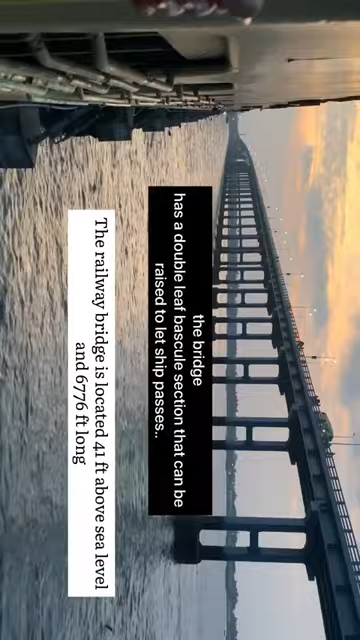 the bridge
has a double leaf bascule section that can be
raised to let ship passes..
The railway bridge is located 41 ft above sea level
and 6776 ft long